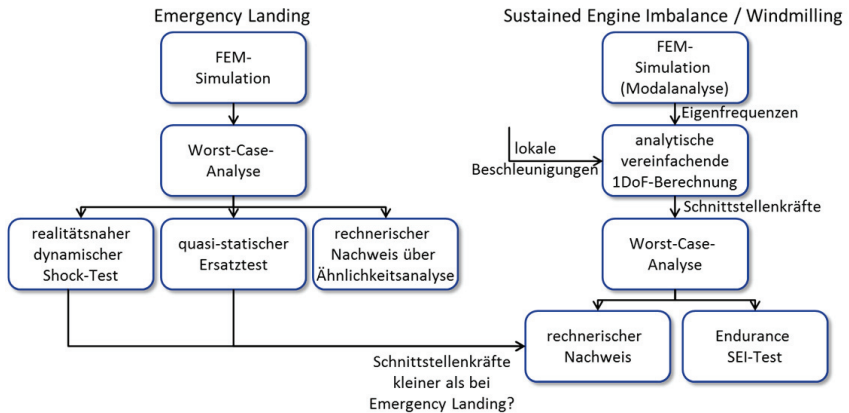 Emergency Landing
FEM-
Simulation
Worst-Case-
Analyse
realitätsnaher
dynamischer
Shock-Test
quasi-statischer
Ersatztest
rechnerischer
Nachweis über
Ähnlichkeitsanalyse
Sustained Engine Imbalance / Windmilling
FEM-
Simulation
(Modalanalyse)
Eigenfrequenzen
lokale
Beschleunigungen
analytische
vereinfachende
1DoF-Berechnung
Schnittstellenkräfte
Worst-Case-
Analyse
rechnerischer
Nachweis
Endurance
SEI-Test
Schnittstellenkräfte
kleiner als bei
Emergency Landing?